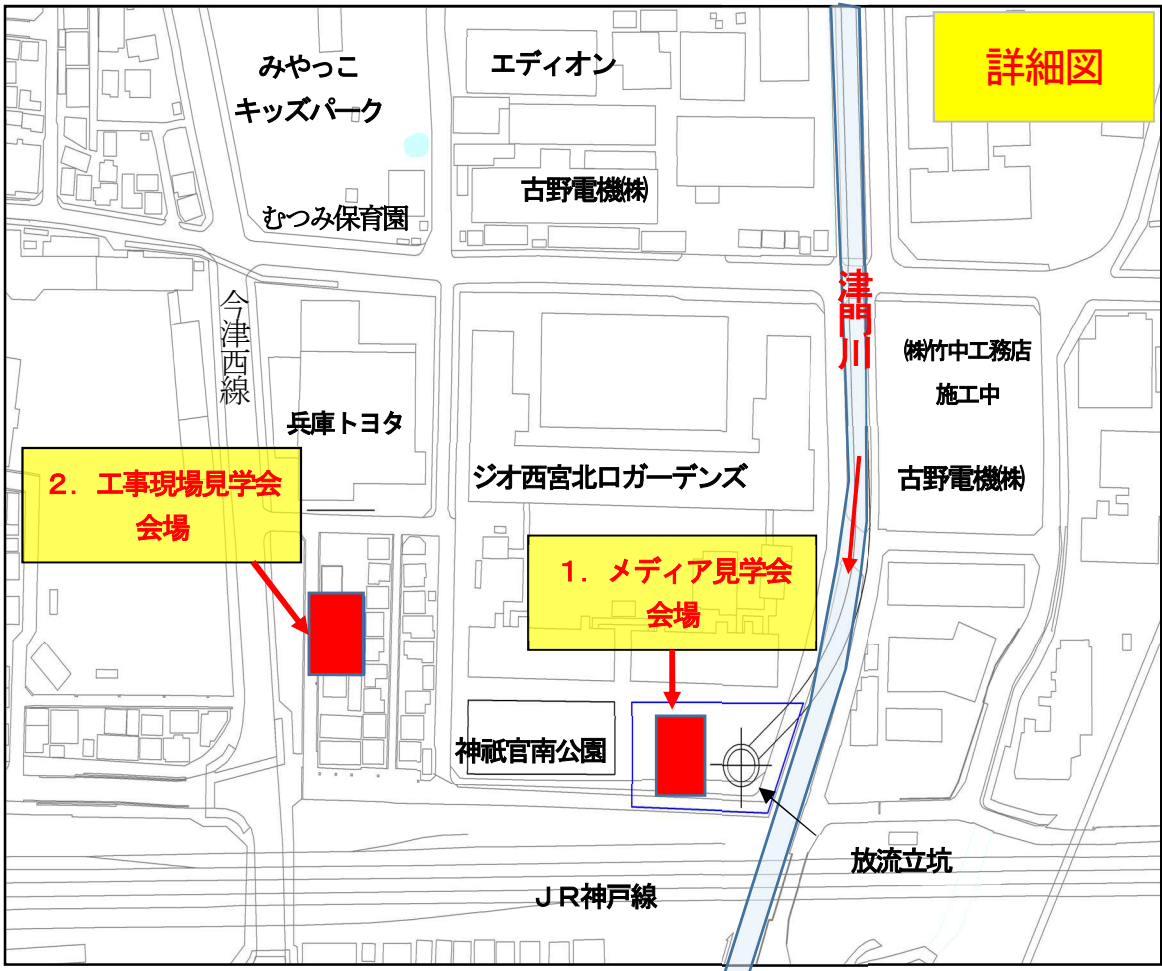 詳細図
みやっこ
キッズパーク
エディオン
古野電機㈱
むつみ保育園
津門川
今津西線
㈱竹中工務店
施工中
兵庫トヨタ
ジオ西宮北口ガーデンズ
古野電機㈱
２．工事現場見学会
会場
１．メディア見学会
会場
神祇官南公園
放流立坑
ＪＲ神戸線